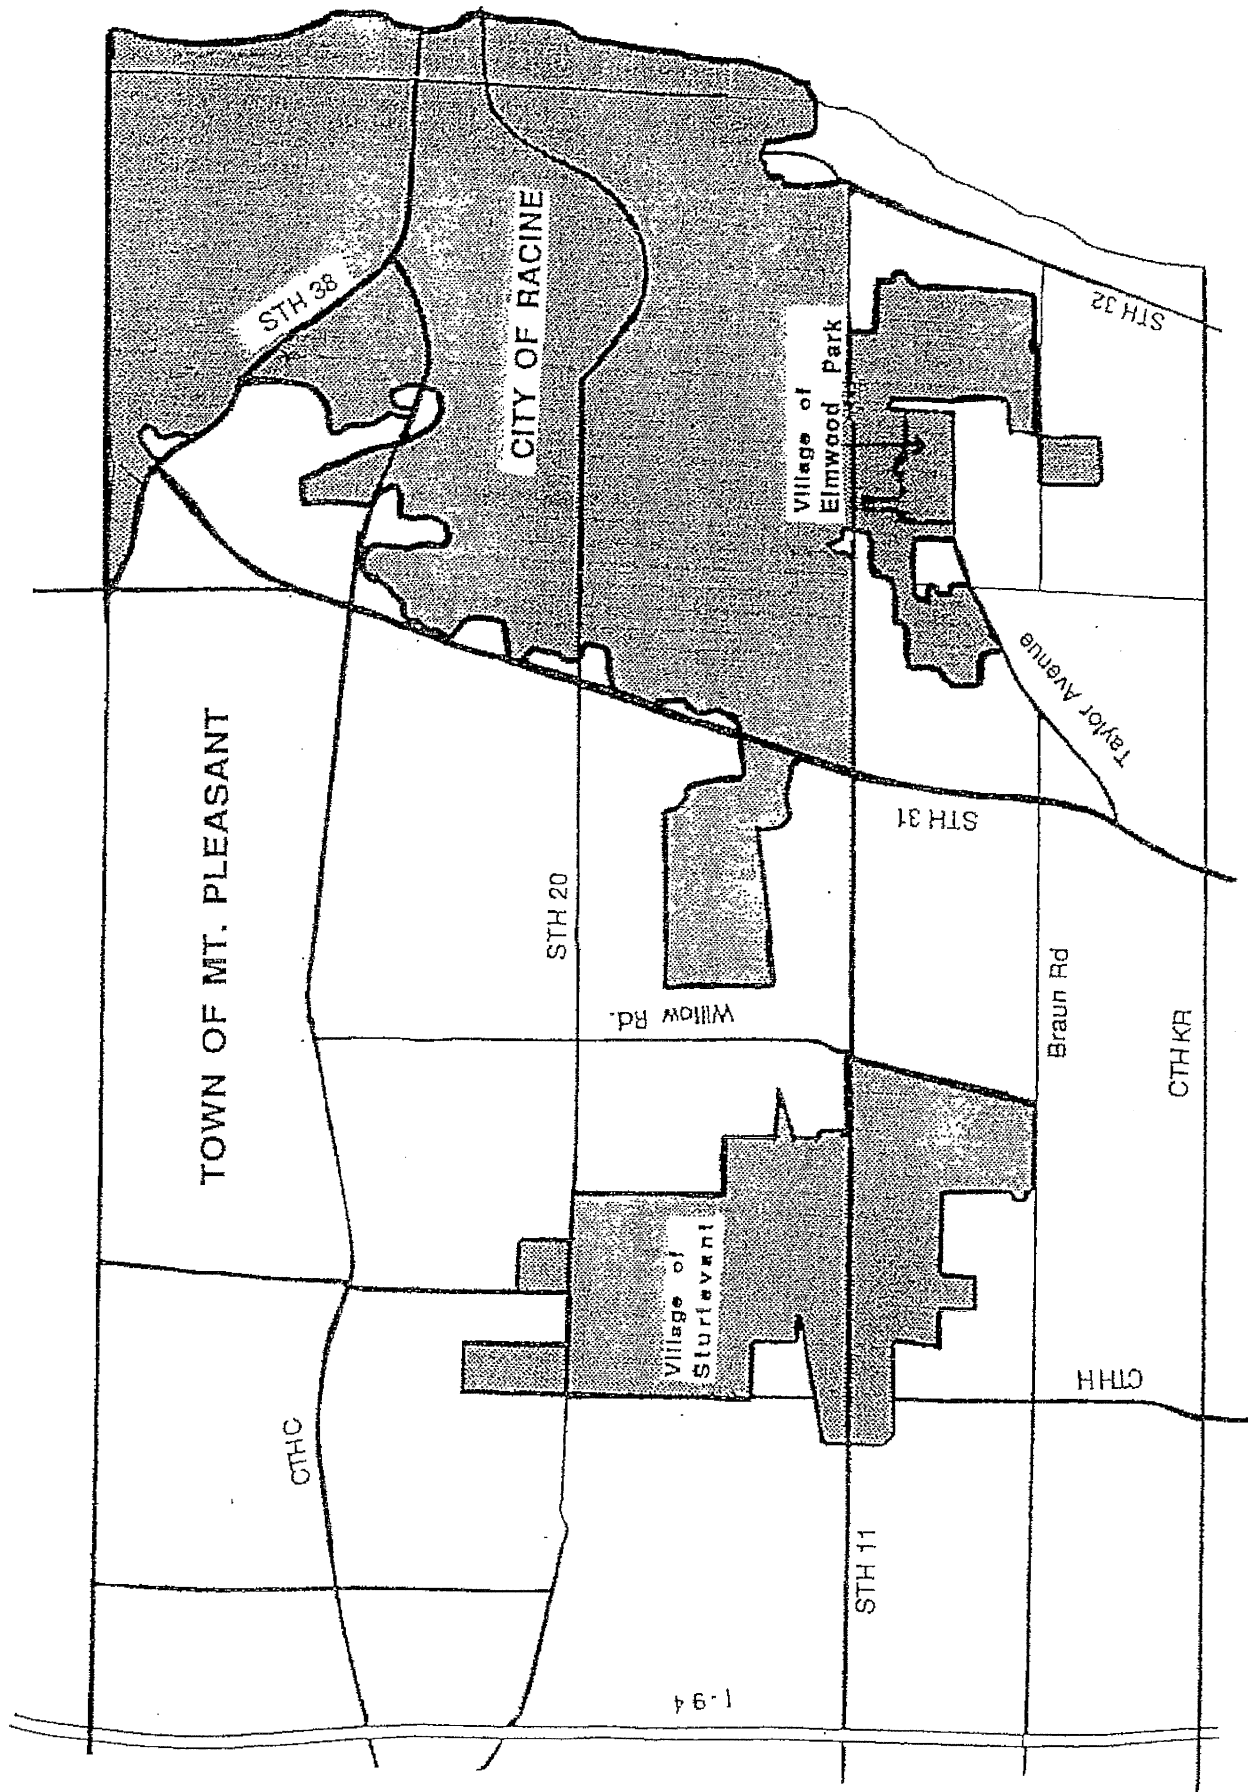 TOWN OF MT. PLEASANT
STH 38
CITY OF RACINE
CTH C
STH 20
Willow Rd.
Village of
Elmwood Park
Village of
Sturtevant
I-94
STH 11
STH 31
STH 32
Taylor Avenue
Braun Rd
CTH H
CTH KR